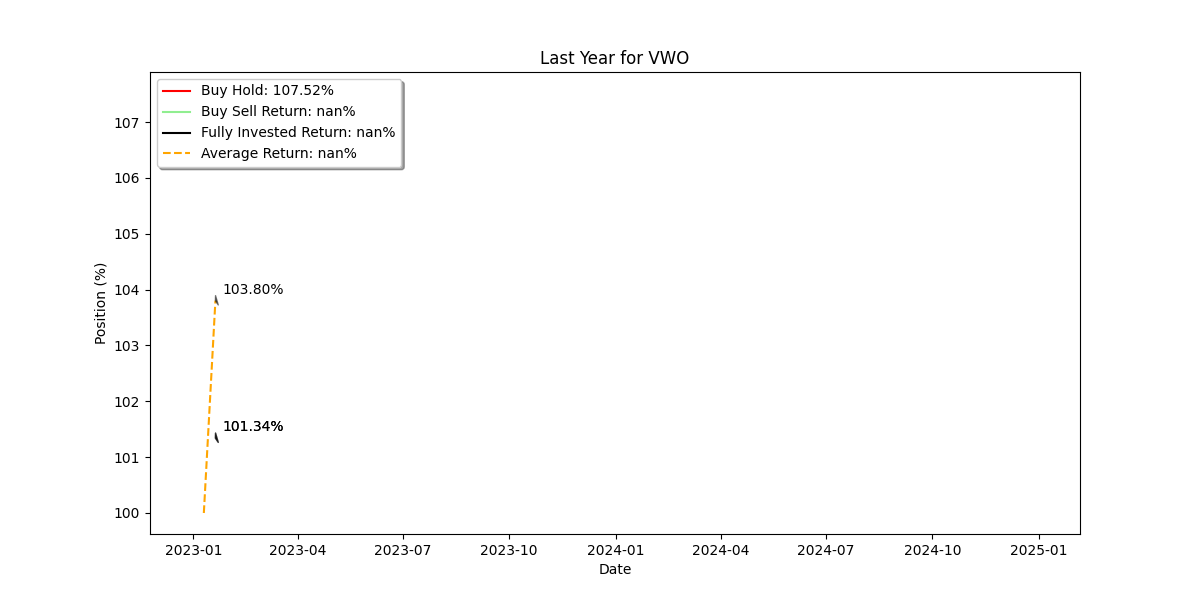 Last Year for VWO
Buy Hold: 107.52%
Buy Sell Return: nan%
Fully Invested Return: nan%
Average Return: nan%
Position (%)
107
106
105
104
103
102
101
100
103.80%
101.34%
2023-01
2023-04
2023-07
2023-10
2024-01
2024-04
2024-07
2024-10
2025-01
Date